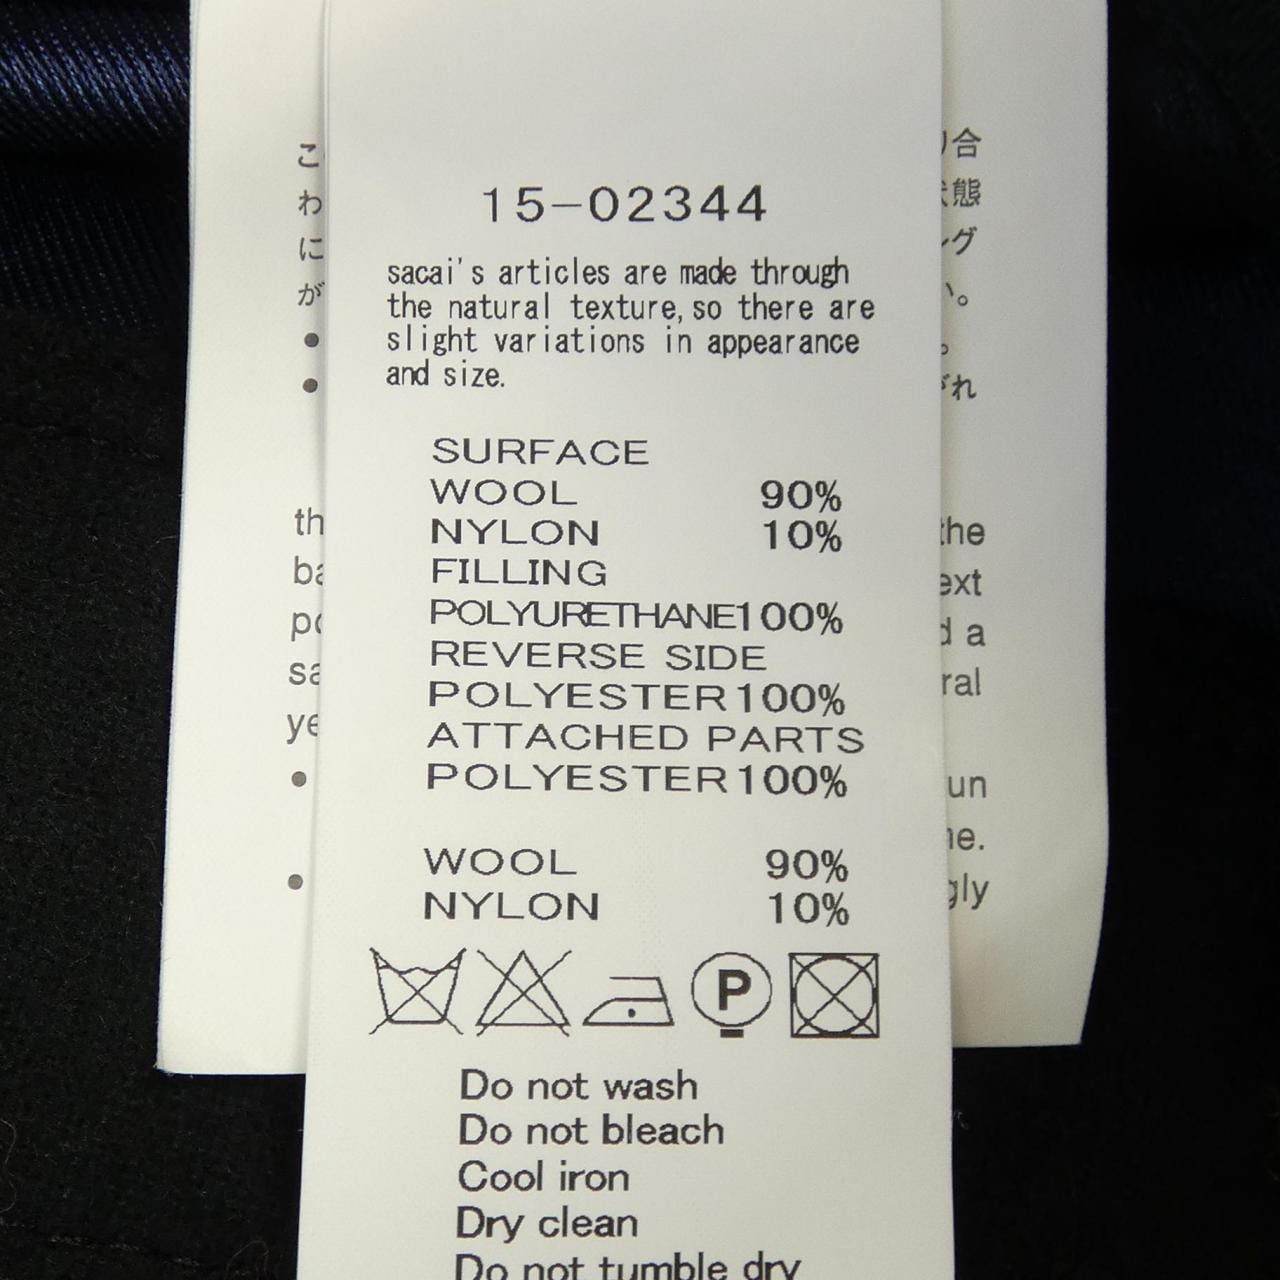 15-02344
sacai's articles are made through
the natural texture, so there are
slight variations in appearance
and size.
SURFACE
WOOL 90%
NYLON 10%
FILLING
POLYURETHANE100%
REVERSE SIDE
POLYESTER100%
ATTACHED PARTS
POLYESTER100%
WOOL 90%
NYLON 10%
P
Do not wash
Do not bleach
Cool iron
Dry clean
Do not tumble dry